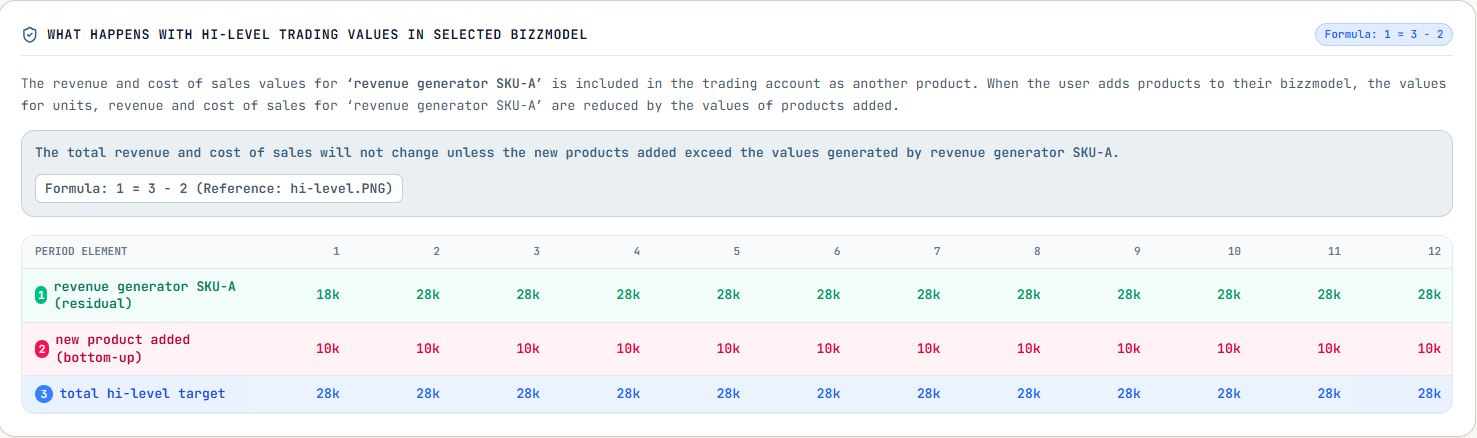 WHAT HAPPENS WITH HI-LEVEL TRADING VALUES IN SELECTED BIZZMODEL
Formula: 1 = 3 - 2
The revenue and cost of sales values for ‘revenue generator SKU-A’ is included in the trading account as another product. When the user adds products to their bizzmodel, the values
for units, revenue and cost of sales for ‘revenue generator SKU-A’ are reduced by the values of products added.
The total revenue and cost of sales will not change unless the new products added exceed the values generated by revenue generator SKU-A.
Formula: 1 = 3 - 2 (Reference: hi-level.PNG)
PERIOD ELEMENT 1 2 3 4 5 6 7 8 9 10 11 12
1 revenue generator SKU-A (residual) 18k 28k 28k 28k 28k 28k 28k 28k 28k 28k 28k 28k
2 new product added (bottom-up) 10k 10k 10k 10k 10k 10k 10k 10k 10k 10k 10k 10k
3 total hi-level target 28k 28k 28k 28k 28k 28k 28k 28k 28k 28k 28k 28k